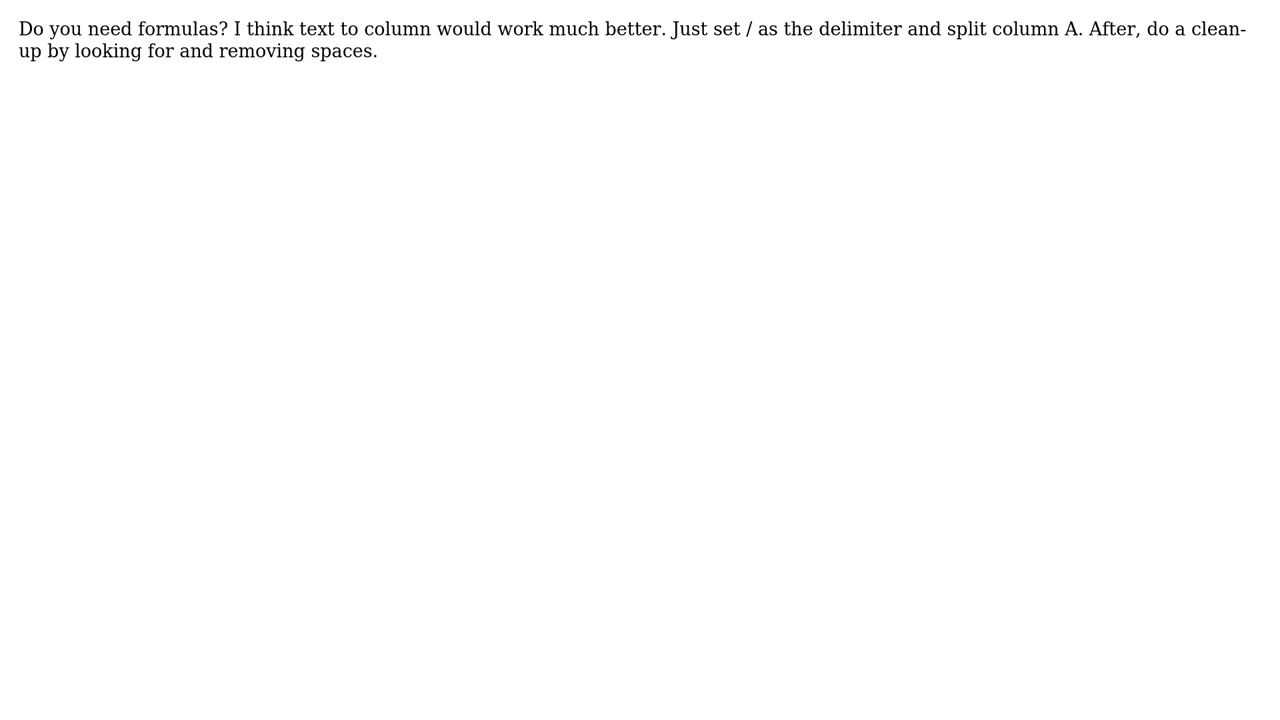 Do you need formulas? I think text to column would work much better. Just set / as the delimiter and split column A. After, do a clean-
up by looking for and removing spaces.